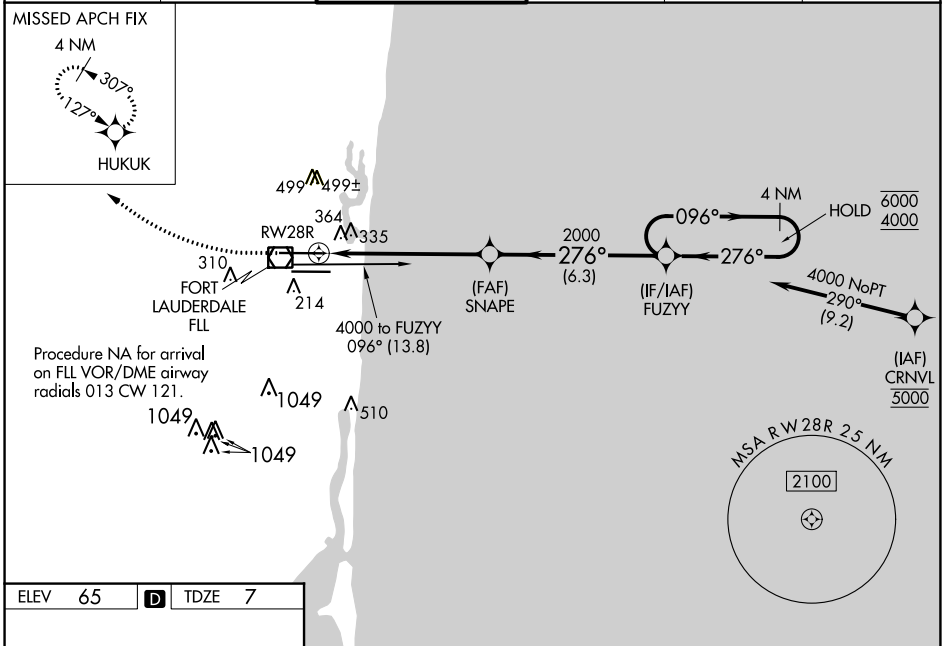 MISSED APCH FIX
4 NM
307°
127°
HUKUK
499
499±
364
335
RW28R
310
FORT
LAUDERDALE
FLL
214
4000 to FUZYY
096° (13.8)
(FAF)
SNAPE
2000
276°
(6.3)
(IF/IAF)
FUZYY
096°
4 NM
276°
HOLD
6000
4000
4000 NoPT
290°
(9.2)
(IAF)
CRNVL
5000
Procedure NA for arrival
on FLL VOR/DME airway
radials 013 CW 121.
1049
1049
1049
510
MSA RW28R 25 NM
2100
ELEV 65 D TDZE 7